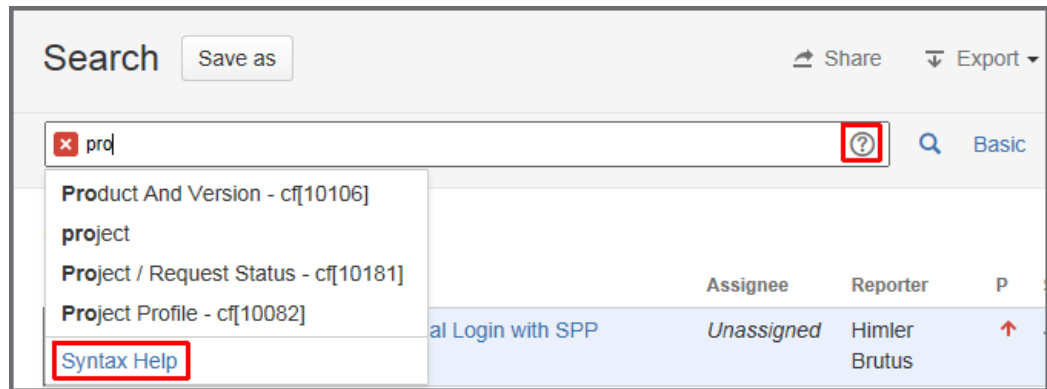 Search Save as Share Export
pro Basic
Product And Version - cf[10106]
project
Project / Request Status - cf[10181]
Project Profile - cf[10082]
Syntax Help
Assignee Reporter P
al Login with SPP Unassigned Himler
Brutus